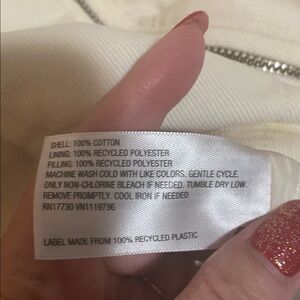 SHELL: 100% COTTON
LINING: 100% RECYCLED POLYESTER
FILLING: 100% RECYCLED POLYESTER
MACHINE WASH COLD WITH LIKE COLORS. GENTLE CYCLE.
ONLY NON-CHLORINE BLEACH IF NEEDED. TUMBLE DRY LOW.
REMOVE PROMPTLY. COOL IRON IF NEEDED
RN17730 VN1119796
LABEL MADE FROM 100% RECYCLED PLASTIC